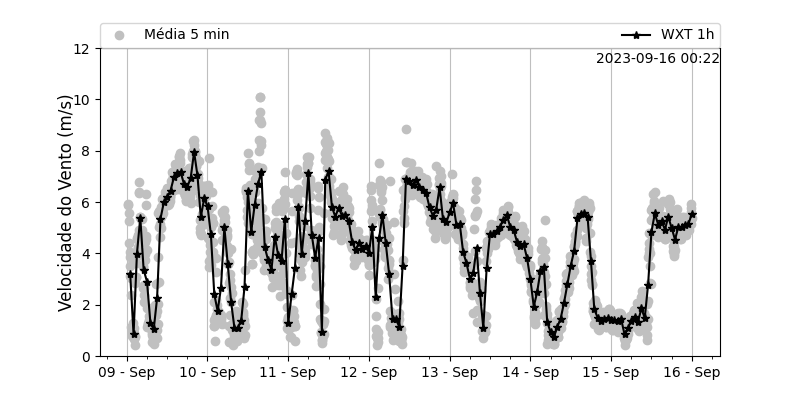 Média 5 min
WXT 1h
2023-09-16 00:22
Velocidade do Vento (m/s)
12
10
8
6
4
2
0
09 - Sep
10 - Sep
11 - Sep
12 - Sep
13 - Sep
14 - Sep
15 - Sep
16 - Sep